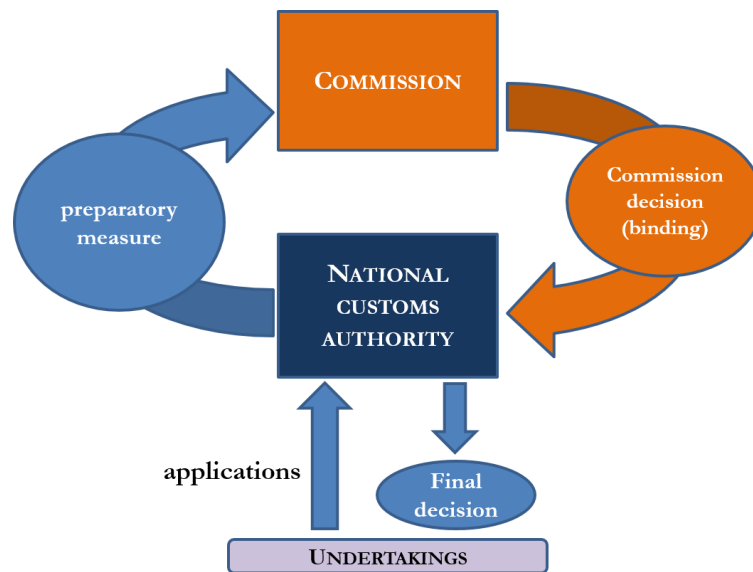 COMMISSION
Commission
decision
(binding)
preparatory
measure
NATIONAL
CUSTOMS
AUTHORITY
applications
Final
decision
UNDERTAKINGS